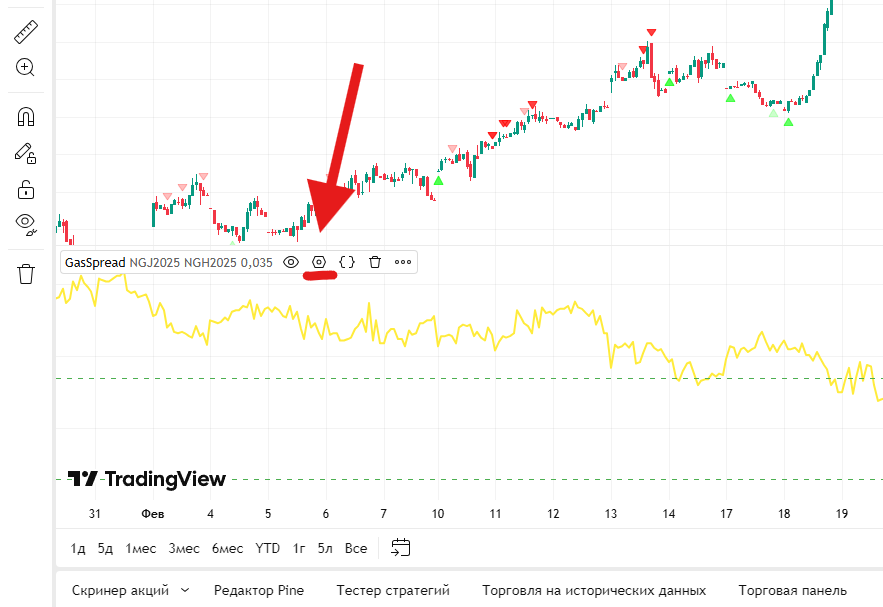 GasSpread NGJ2025 NGH2025 0,035
TradingView
31 Фев 4 5 6 7 10 11 12 13 14 17 18 19
1д 5д 1мес 3мес 6мес YTD 1г 5л Все
Скринер акций Редактор Pine Тестер стратегий Торговля на исторических данных Торговая панель